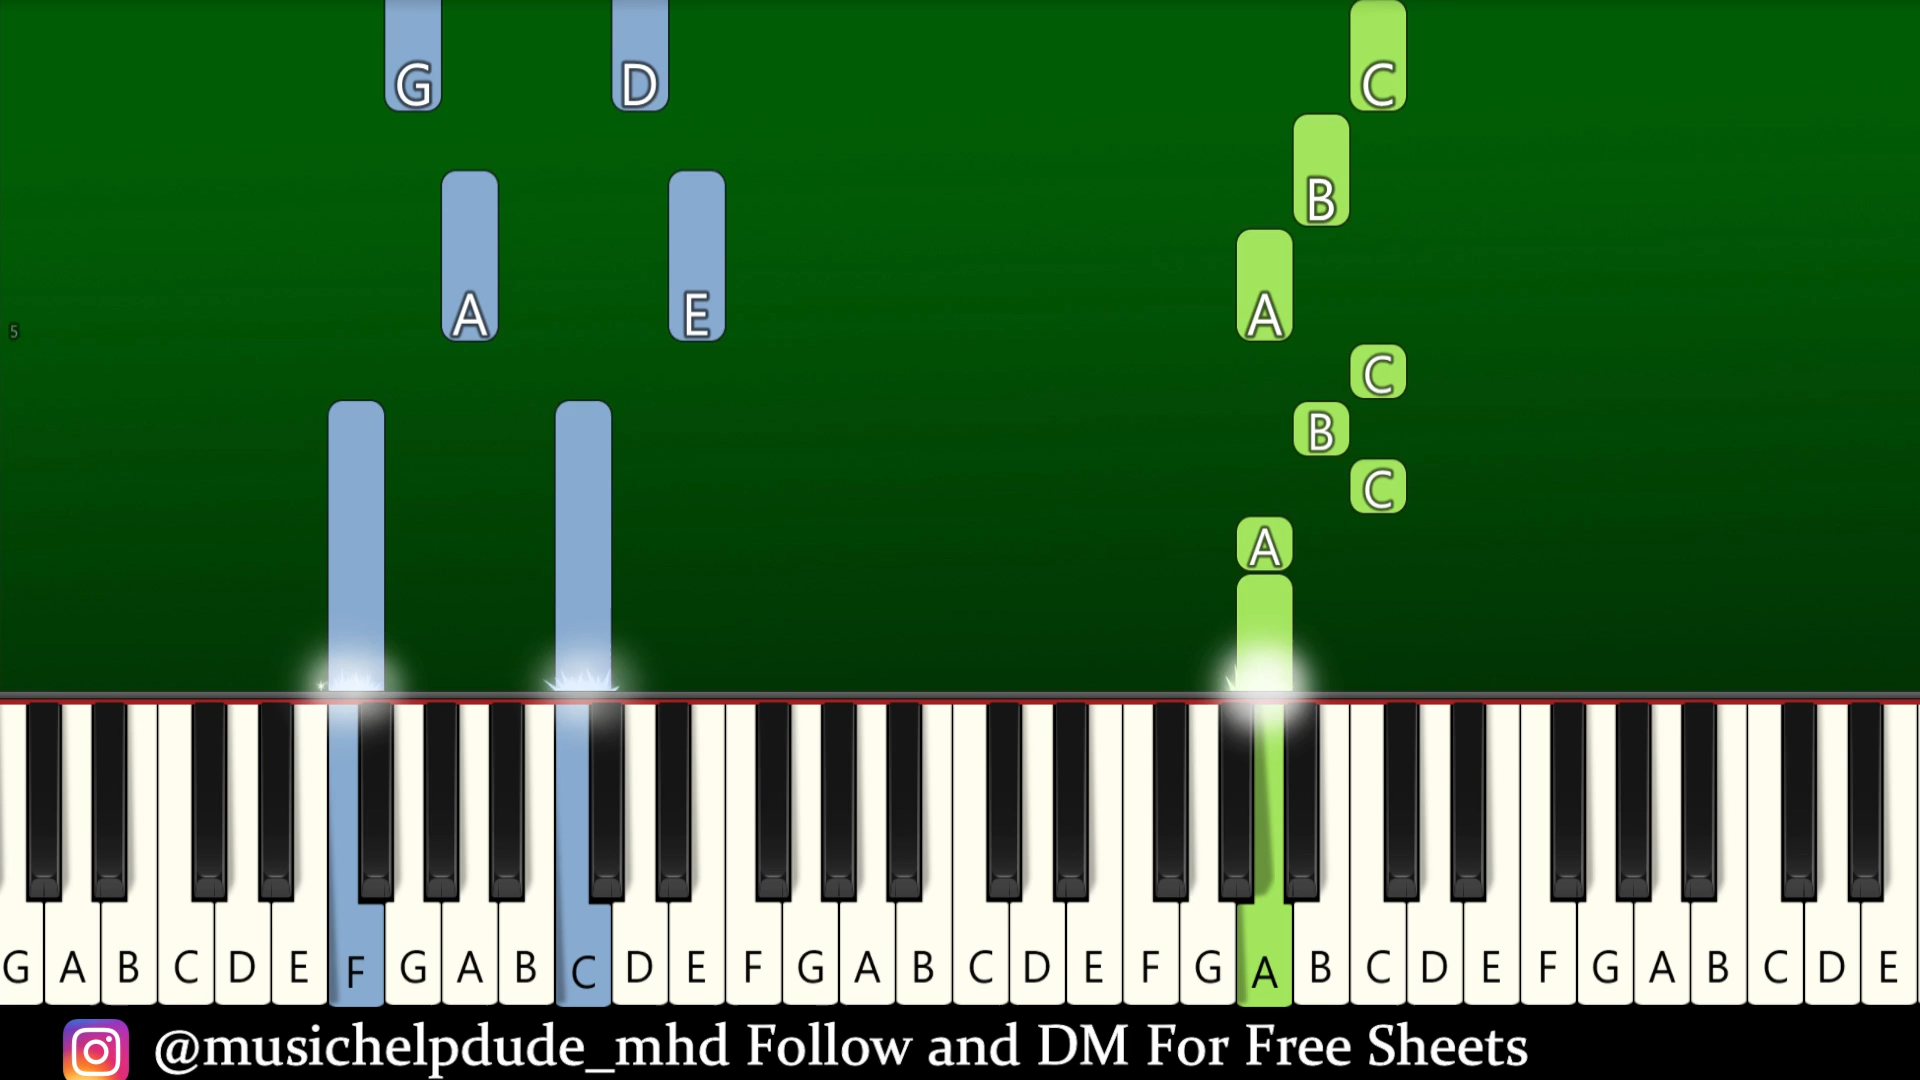 G D C
B
A E A
5
C
B
C
A
G A B C D E F G A B C D E F G A B C D E F G A B C D E F G A B C D E
@musichelpdude_mhd Follow and DM For Free Sheets